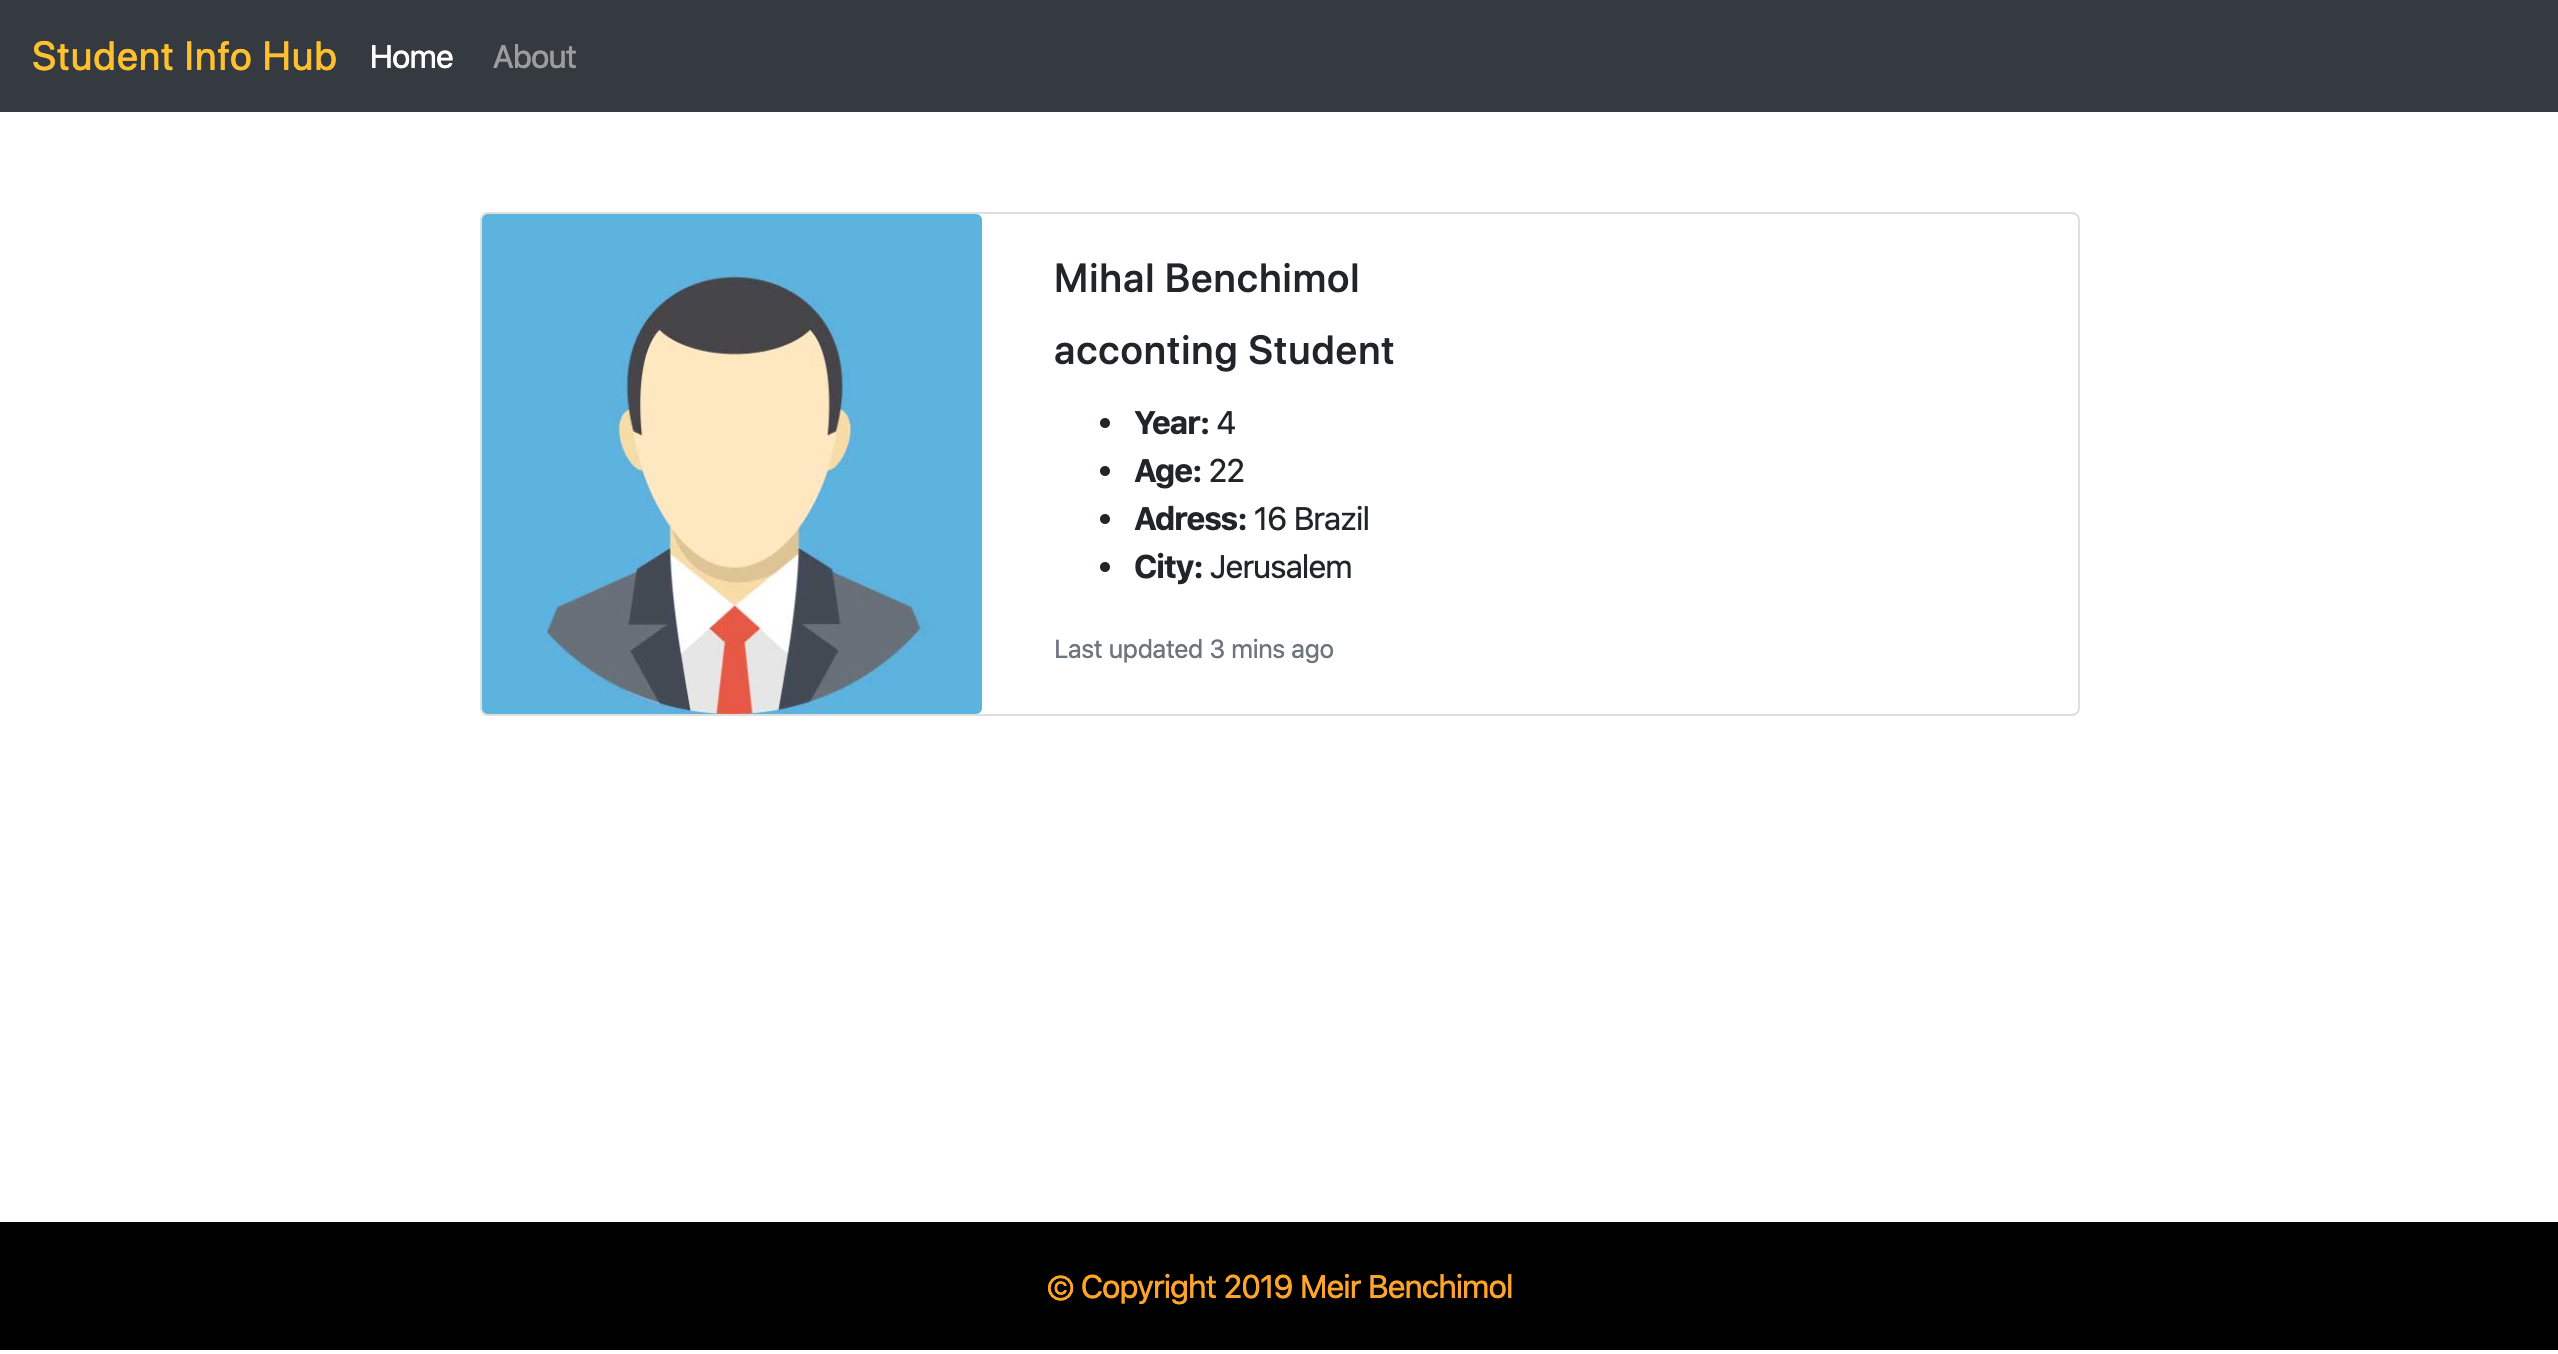 Student Info Hub Home About
Mihal Benchimol
acconting Student
Year: 4
Age: 22
Adress: 16 Brazil
City: Jerusalem
Last updated 3 mins ago
© Copyright 2019 Meir Benchimol